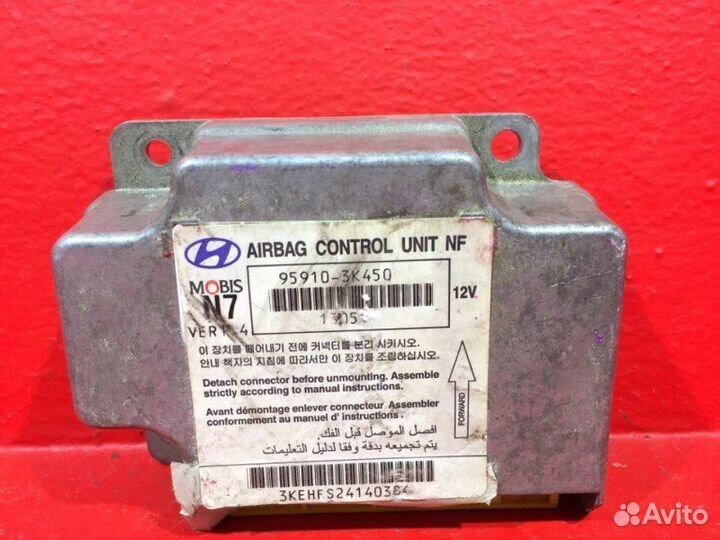 AIRBAG CONTROL UNIT NF
MOBIS
95910-3K450
N7
12V
이 장치를 떼어내기 전에 커넥터를 분리 시키시오.
안내 책자의 지침에 따라서만 이 장치를 조립하십시오.
Detach connector before unmounting. Assemble
strictly according to manual instructions.
Avant démontage enlever connecteur Assembler
conformement au manuel d' instructions .
FORWARD
افصل الموصل قبل الفك.
يتم تجميعه بدقة وفقا لدليل التعليمات
3KEHFS24140384
Avito